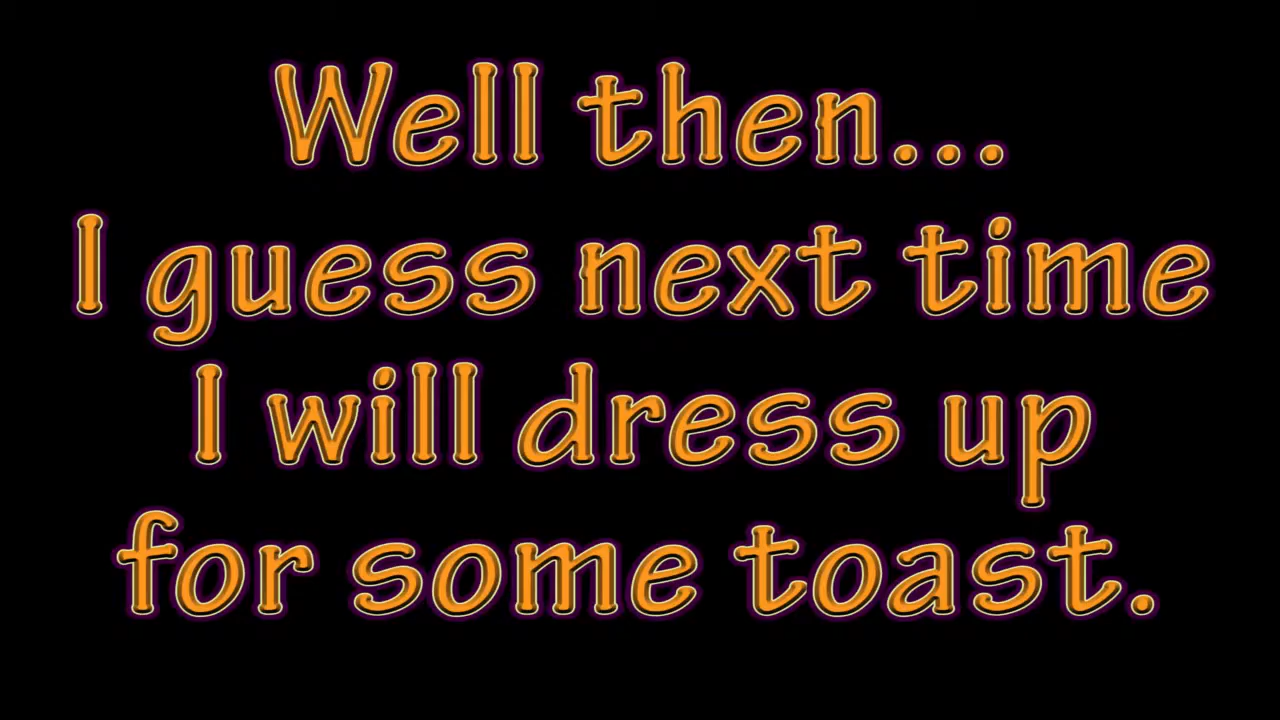 Well then...
I guess next time
I will dress up
for some toast.